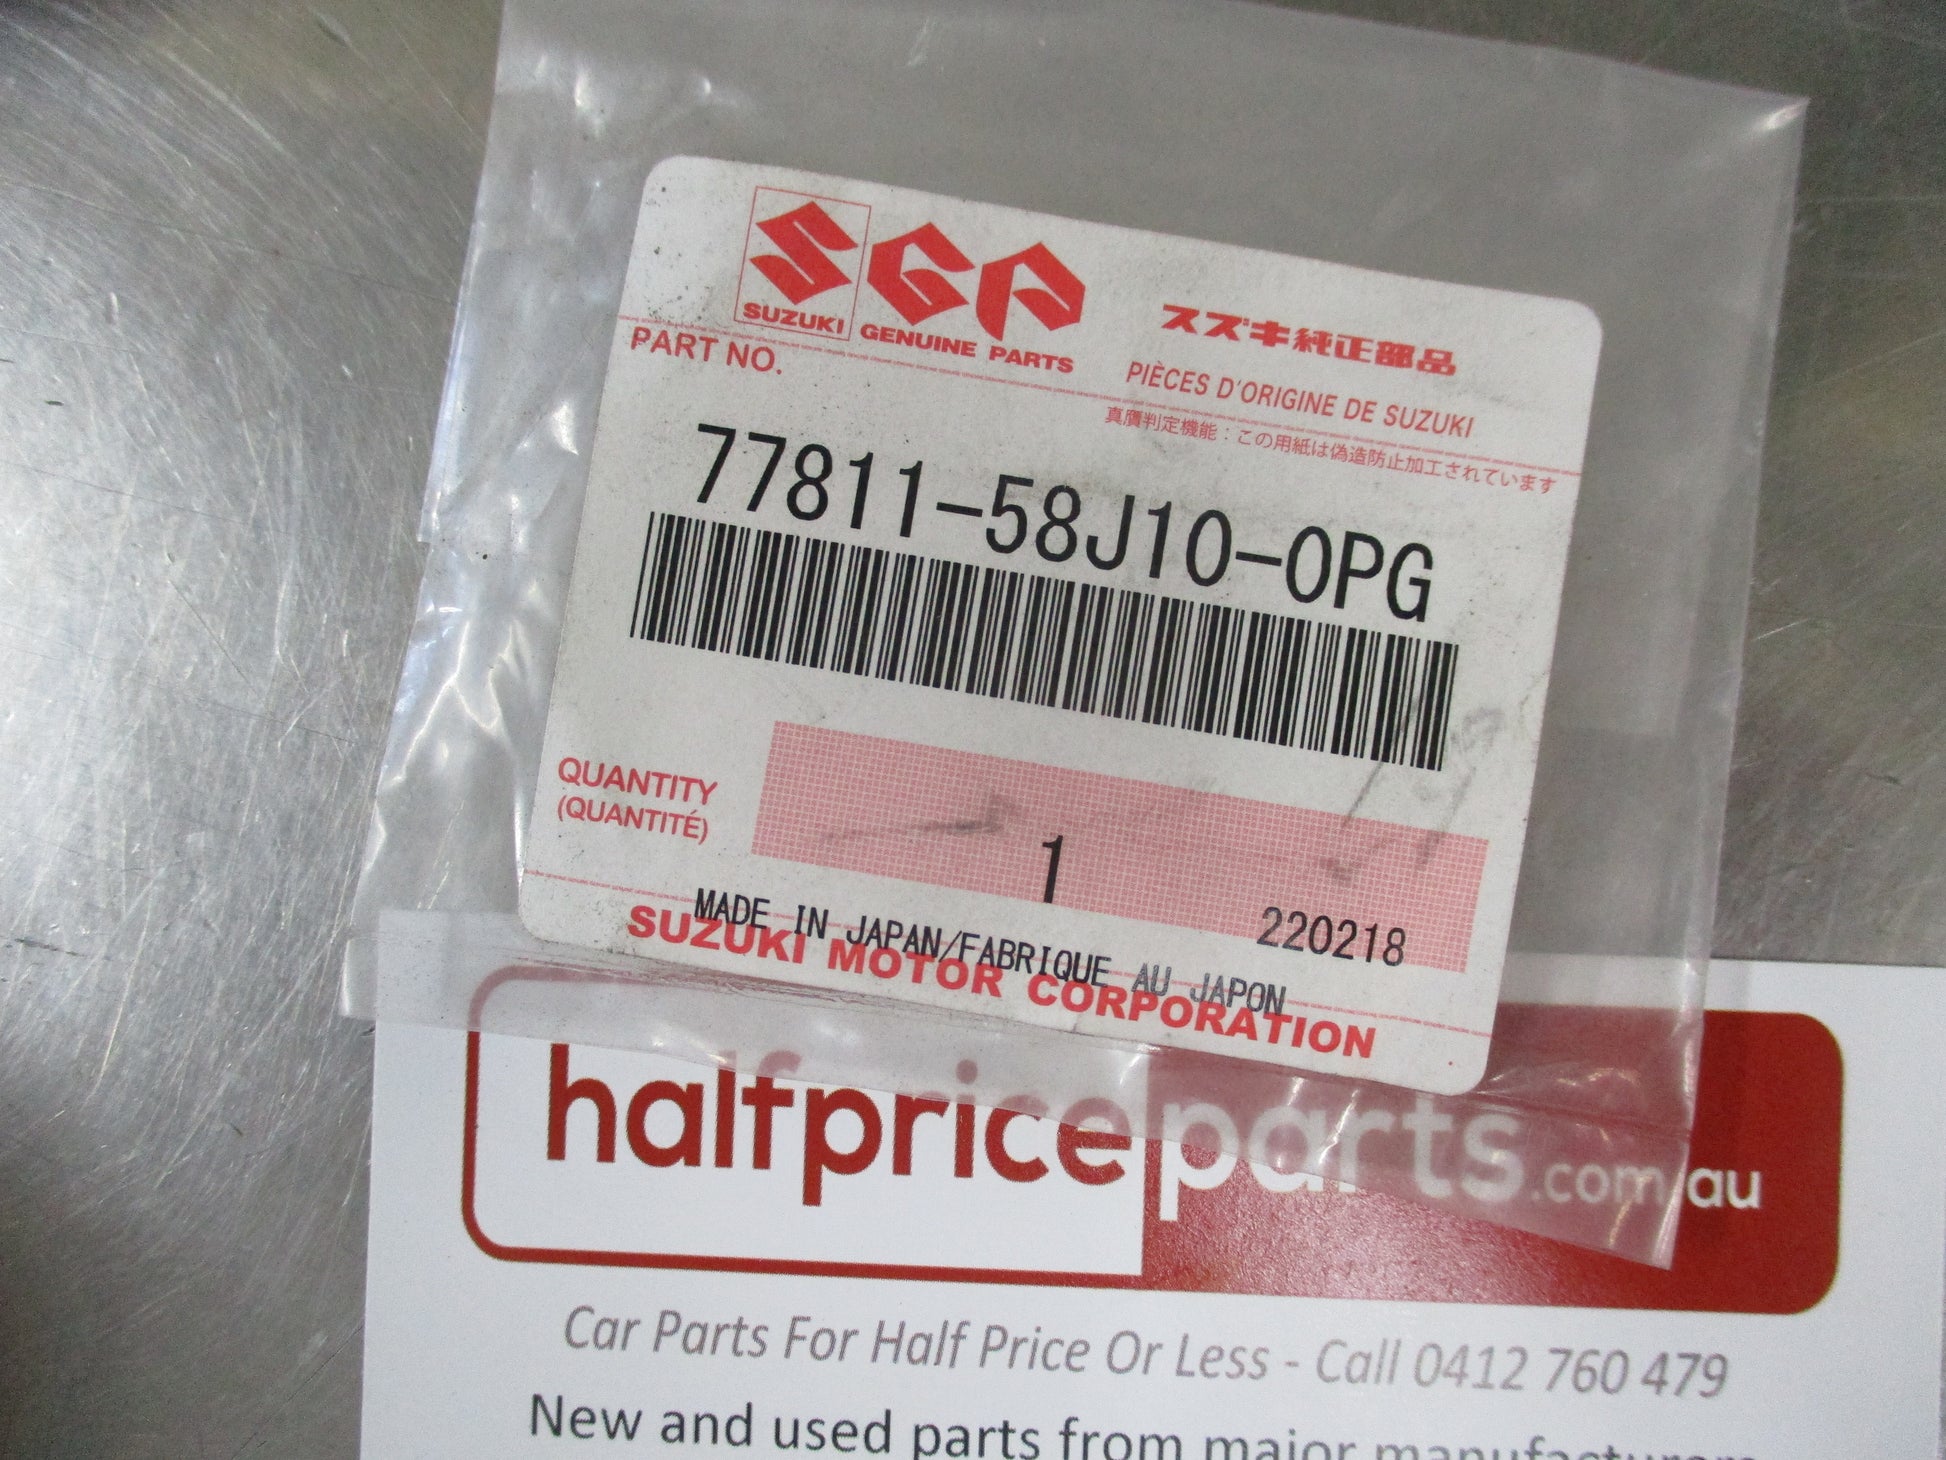 SGP
SUZUKI GENUINE PARTS
スズキ純正部品
PIÈCES D'ORIGINE DE SUZUKI
PART NO.
真贋判定機能：この用紙は偽造防止加工されています
77811-58J10-0PG
QUANTITY
(QUANTITÉ)
1
220218
MADE IN JAPAN/FABRIQUE AU JAPON
SUZUKI MOTOR CORPORATION
halfpriceparts.com.au
Car Parts For Half Price Or Less - Call 0412 760 479
New and used parts from major manufacturers